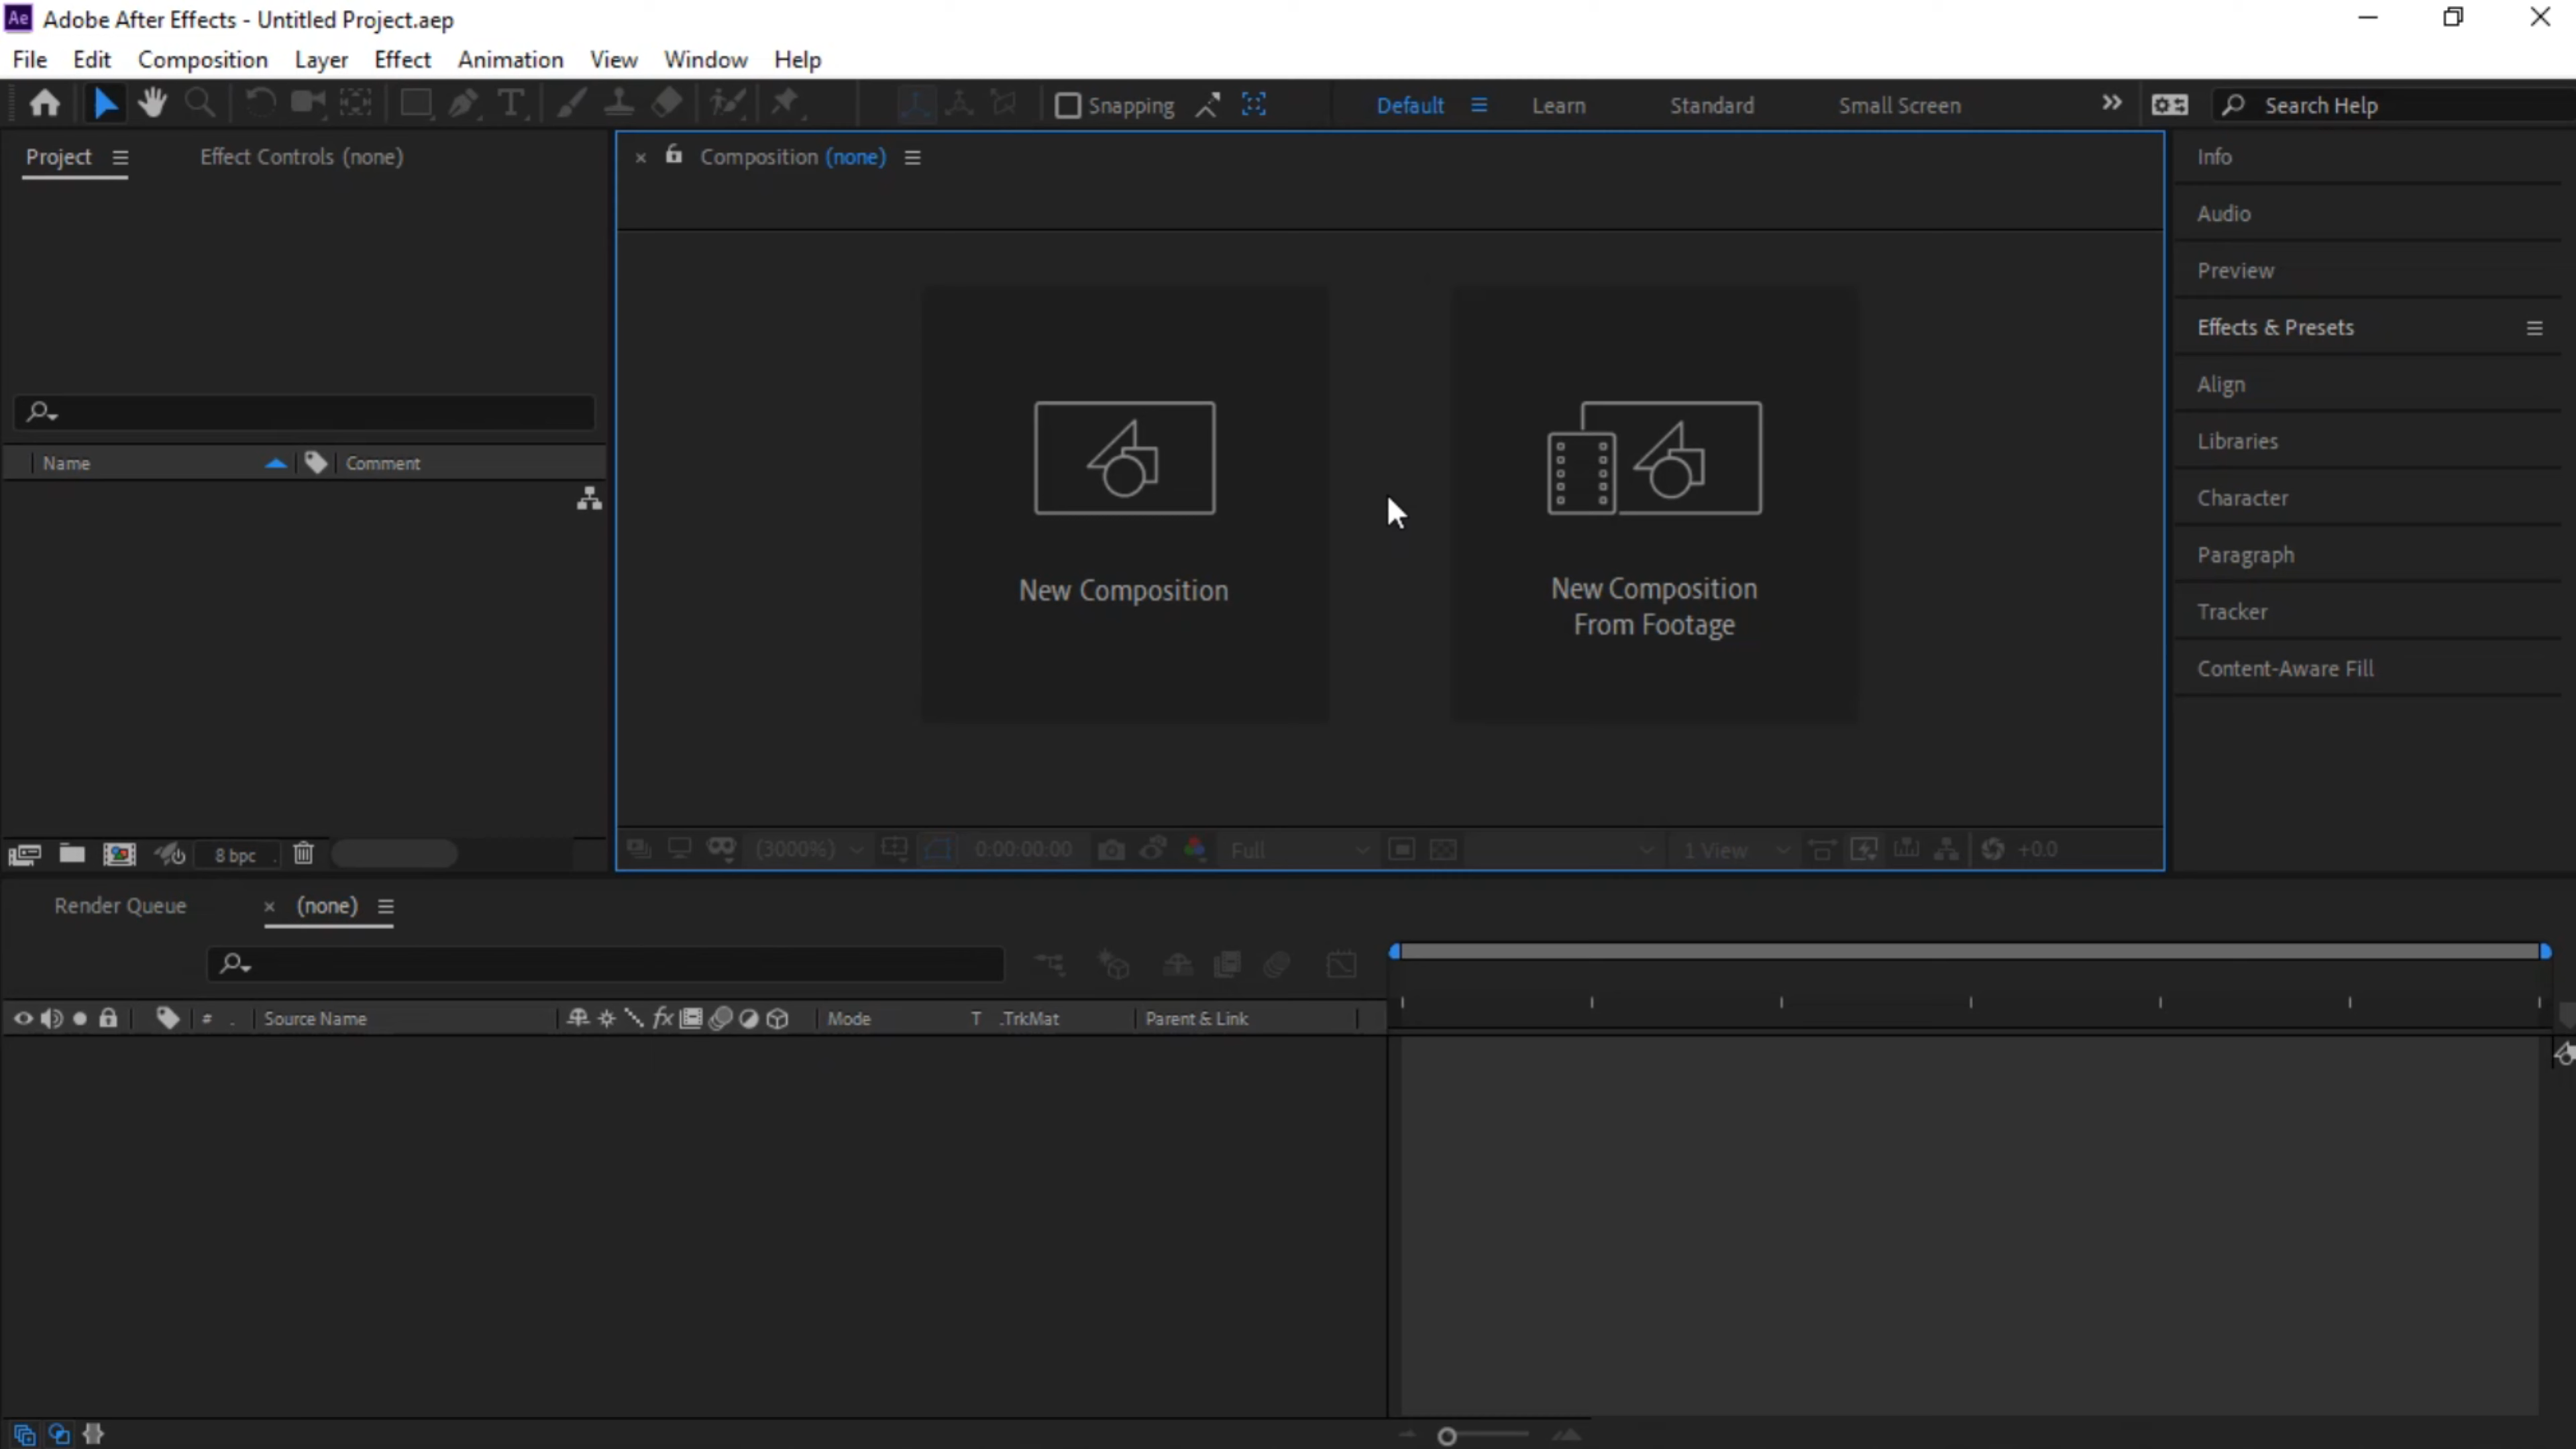 Ae Adobe After Effects - Untitled Project.aep
File Edit Composition Layer Effect Animation View Window Help
Snapping Default Learn Standard Small Screen Search Help
Project Effect Controls (none)
Composition (none)
Info
Audio
Preview
Effects & Presets
Align
Libraries
Character
Paragraph
Tracker
Content-Aware Fill
Name Comment
New Composition
New Composition
From Footage
8 bpc
(3000%) 0:00:00:00 Full 1 View +0.0
Render Queue (none)
# Source Name fx Mode T .TrkMat Parent & Link